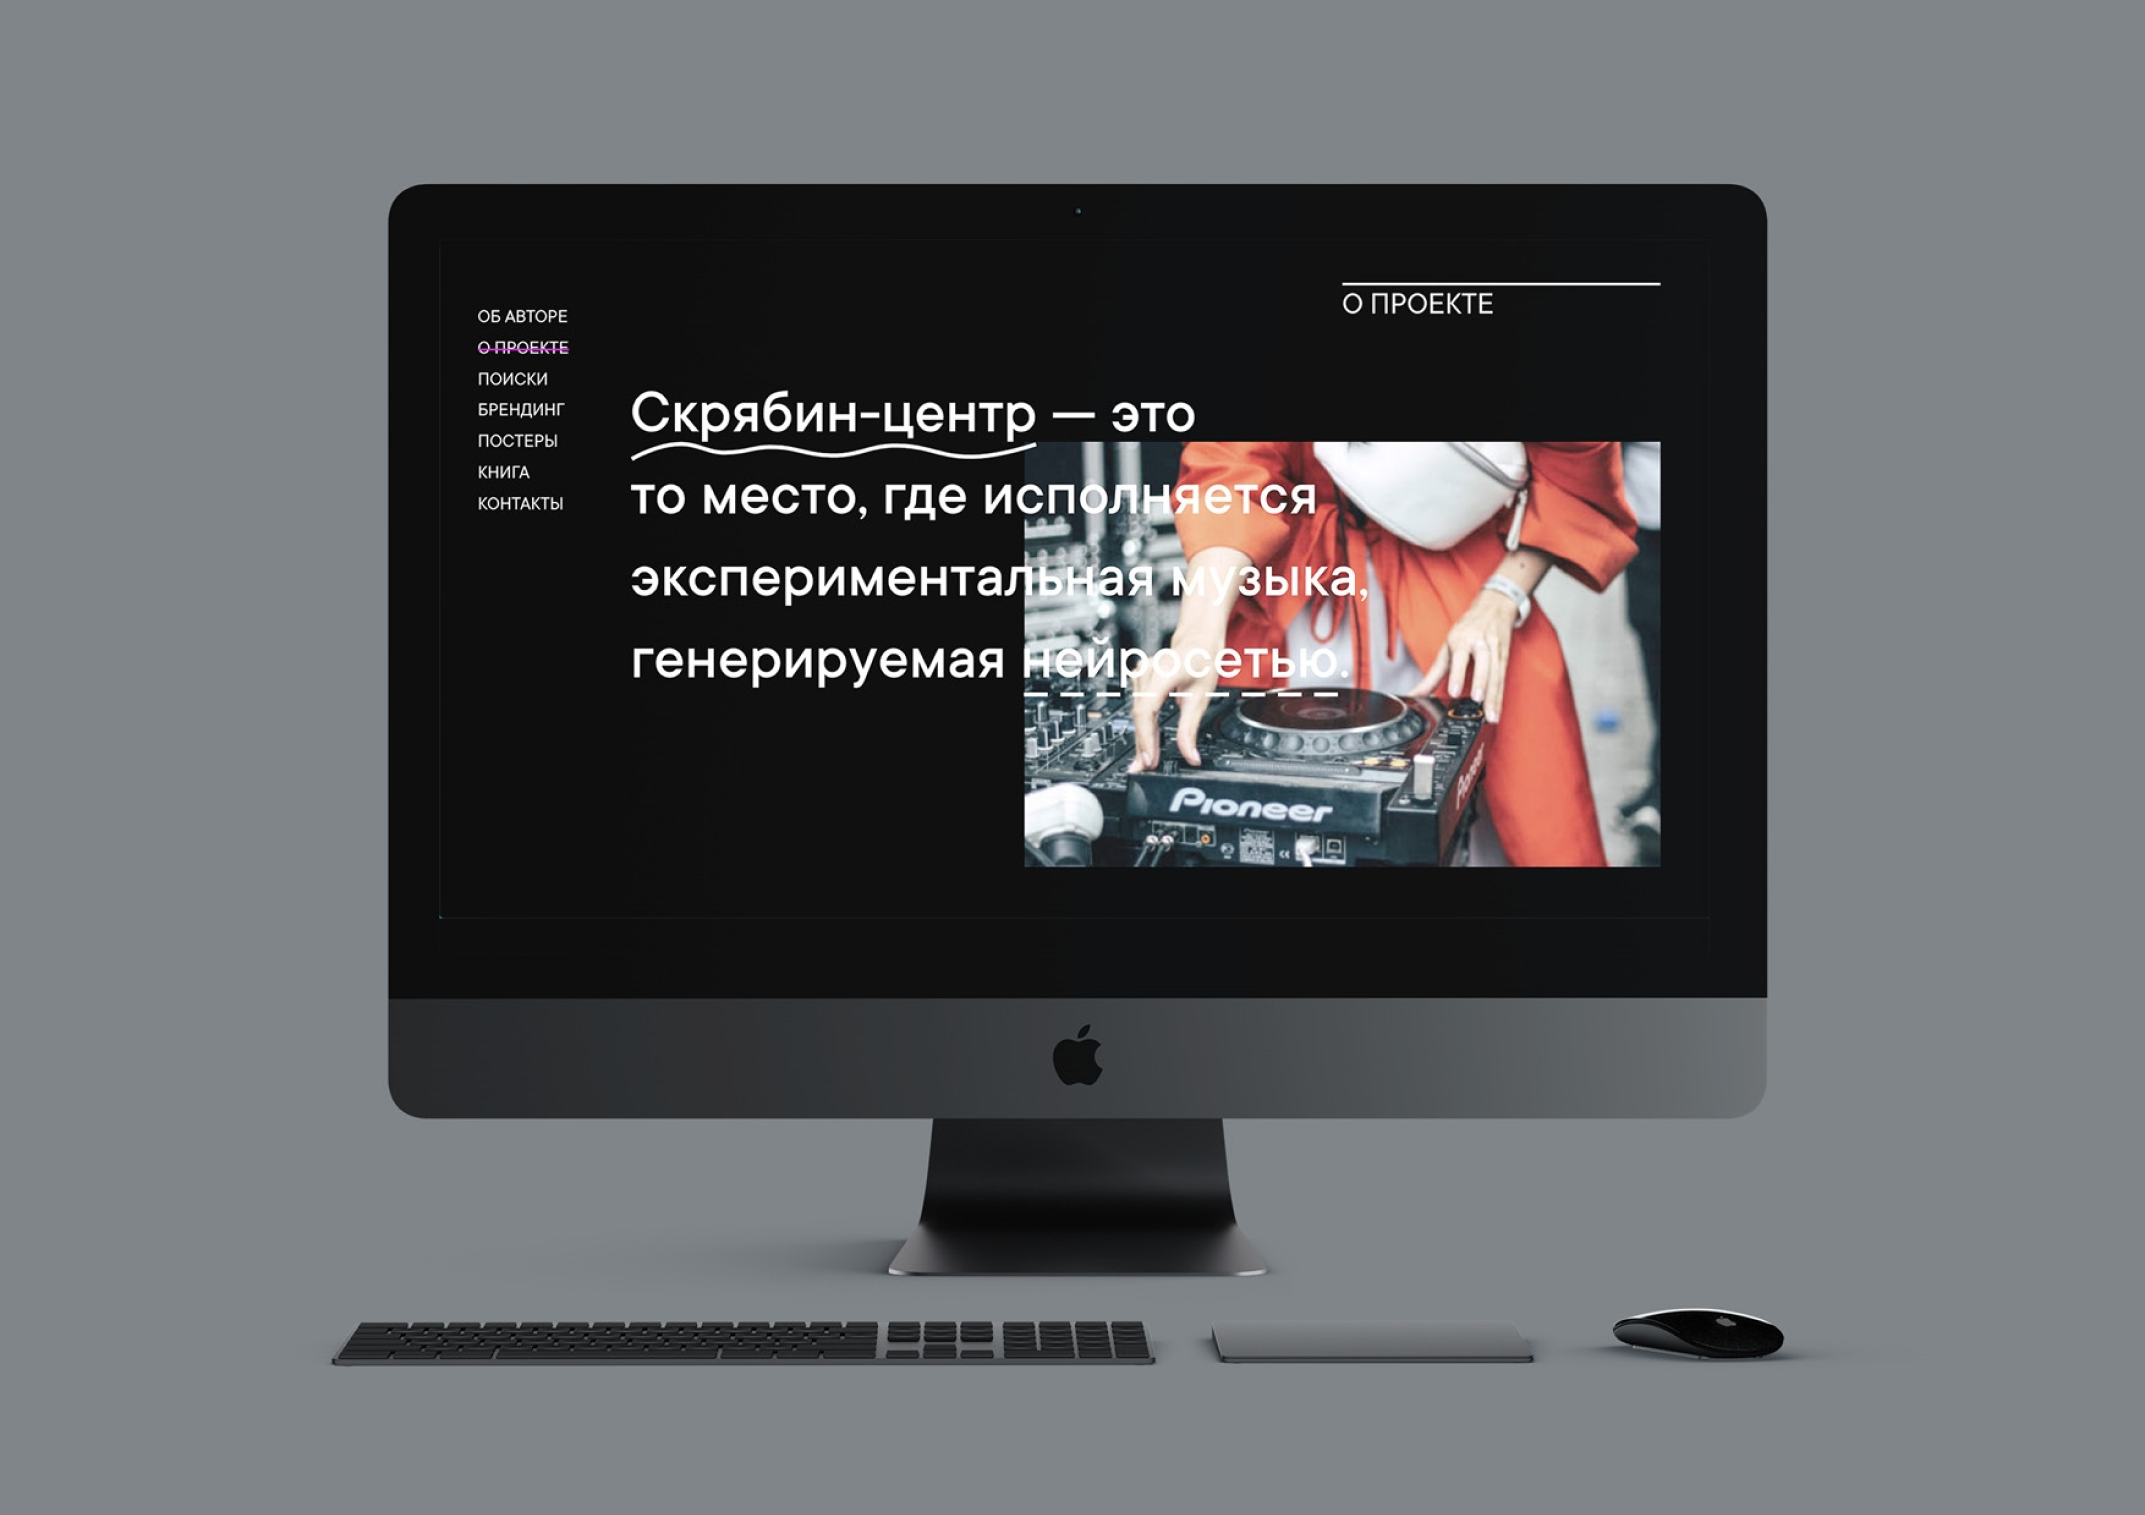 ОБ АВТОРЕ
О ПРОЕКТЕ
ПОИСКИ
БРЕНДИНГ
ПОСТЕРЫ
КНИГА
КОНТАКТЫ
О ПРОЕКТЕ
Скрябин-центр — это
то место, где исполняется
экспериментальная музыка,
генерируемая нейросетью.
Pioneer
Pioneer